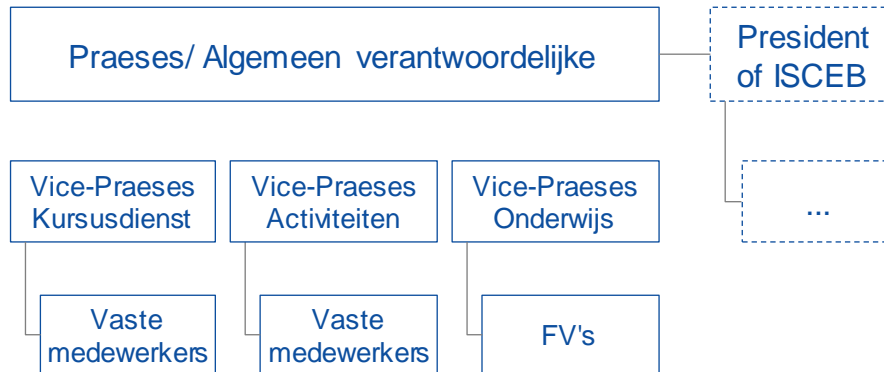 Praeses/ Algemeen verantwoordelijke
President
of ISCEB
Vice-Praeses
Kursusdienst
Vice-Praeses
Activiteiten
Vice-Praeses
Onderwijs
...
Vaste
medewerkers
Vaste
medewerkers
FV's